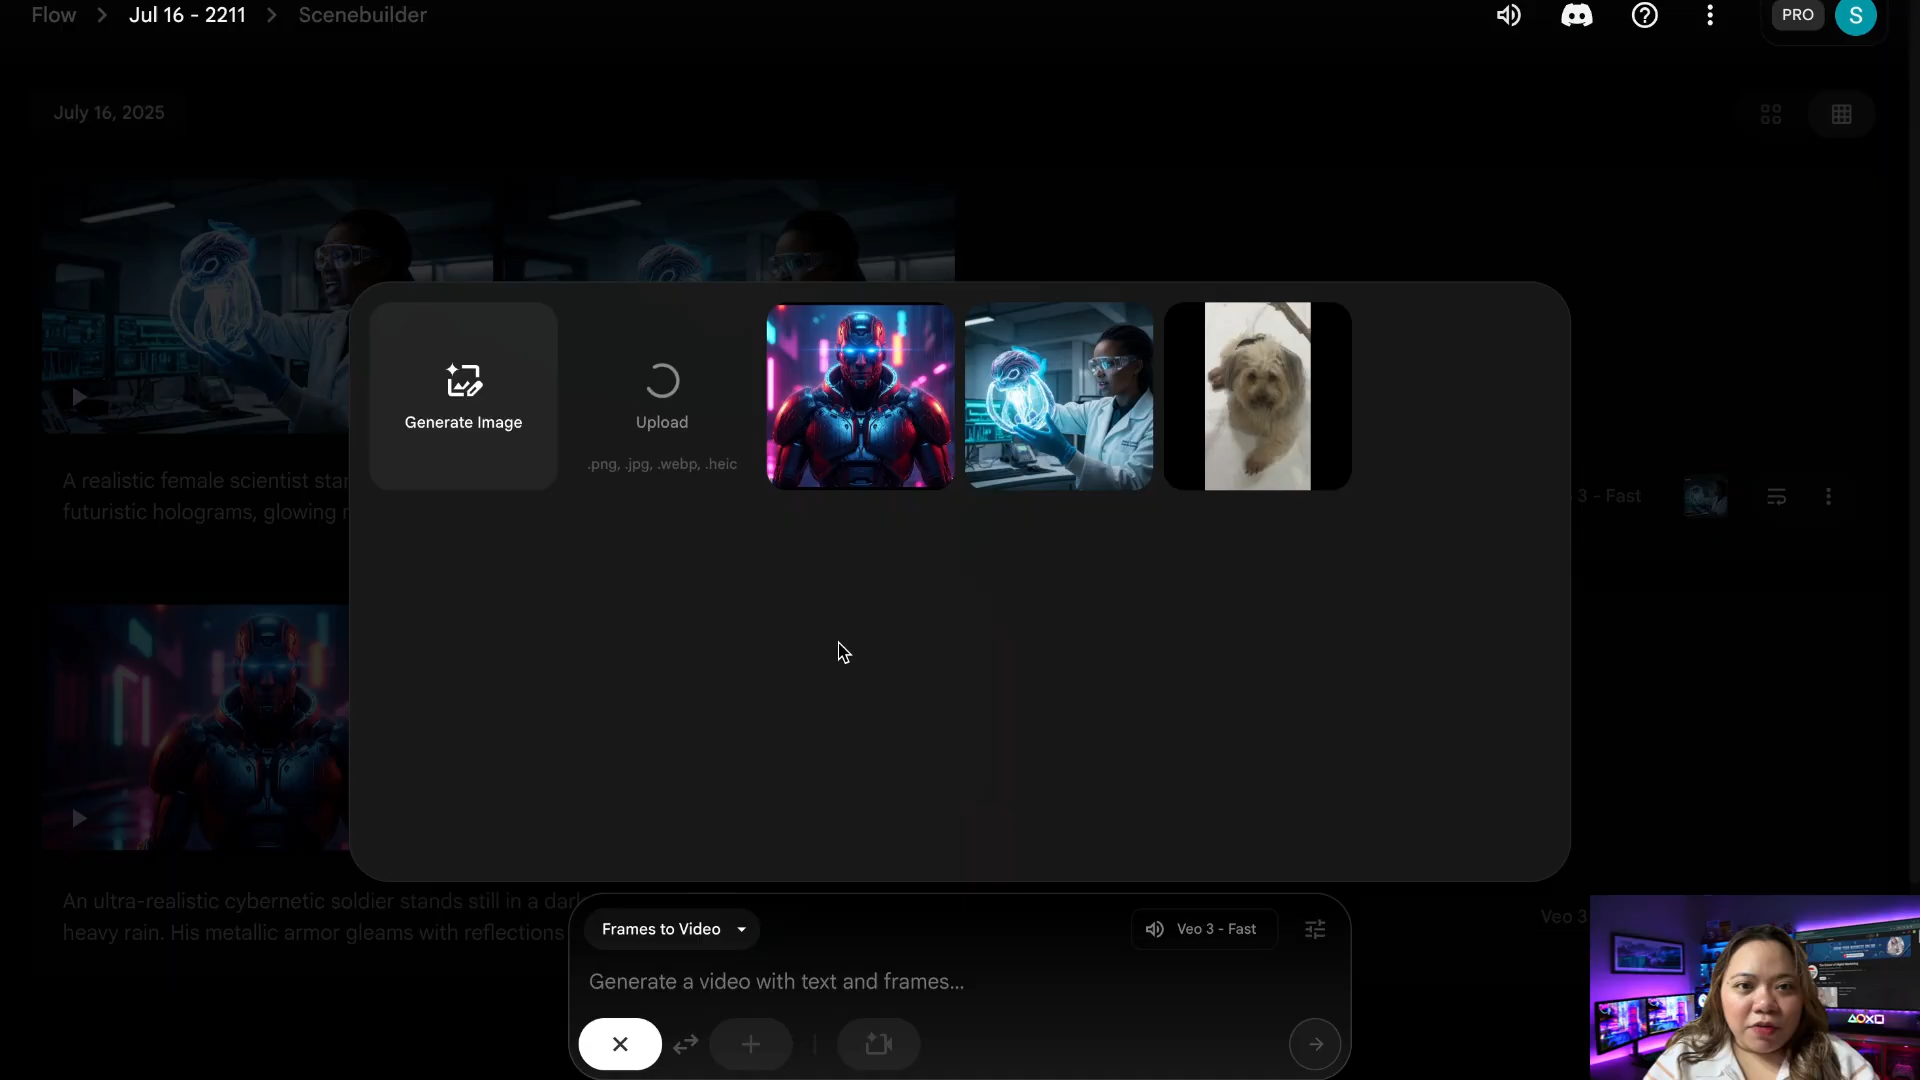 Flow > Jul 16 - 2211 > Scenebuilder
PRO
S
July 16, 2025
Generate Image
Upload
.png, .jpg, .webp, .heic
A realistic female scientist
futuristic holograms, glowing
3 - Fast
An ultra-realistic cybernetic soldier stands still in a dark
heavy rain. His metallic armor gleams with reflections
Veo 3
Frames to Video
Veo 3 - Fast
Generate a video with text and frames...